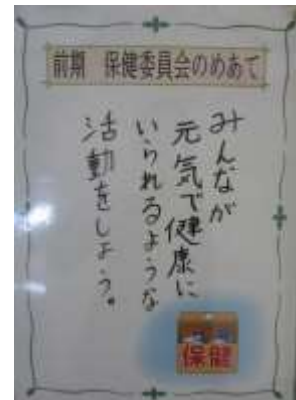 前期 保健委員会のめあて
みんなが
元気で健康に
いられるような
活動をしよう。
保健